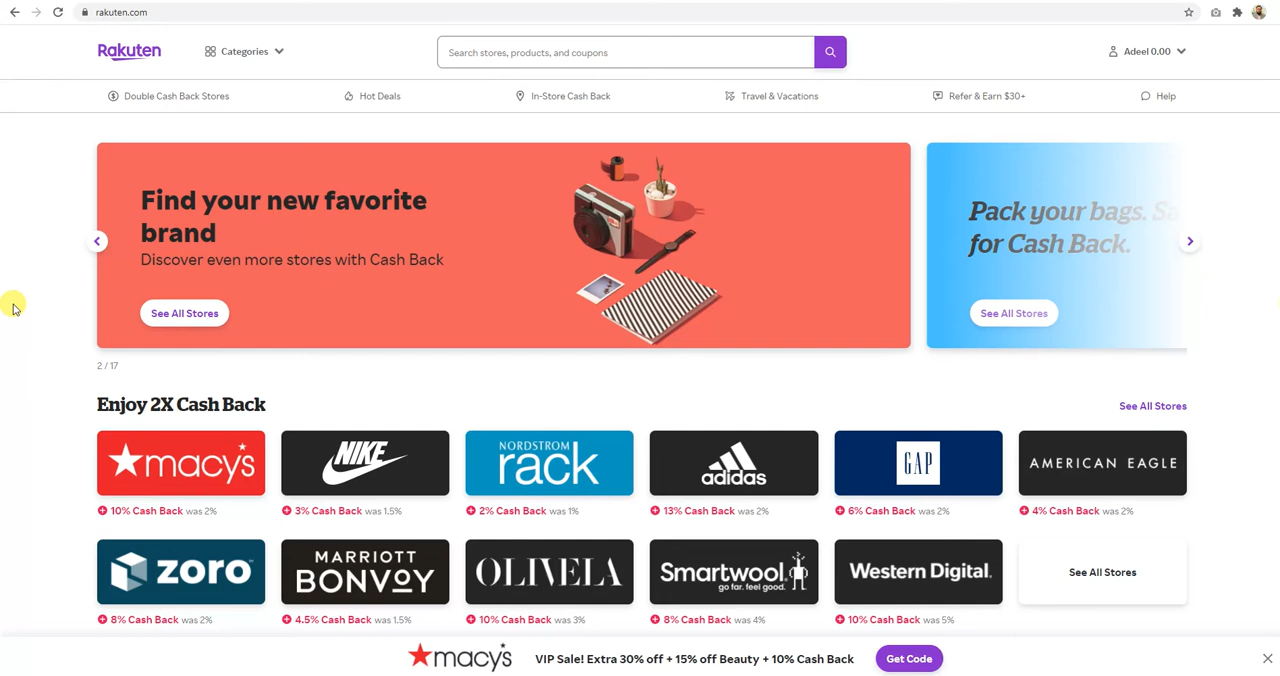 rakuten.com
Rakuten
Categories
Search stores, products, and coupons
Adeel 0.00
Double Cash Back Stores
Hot Deals
In-Store Cash Back
Travel & Vacations
Refer & Earn $30+
Help
Find your new favorite
brand
Discover even more stores with Cash Back
See All Stores
Pack your bags. Sa
for Cash Back.
See All Stores
2 / 17
Enjoy 2X Cash Back
See All Stores
macy's
NIKE
NORDSTROM
rack
adidas
GAP
AMERICAN EAGLE
10% Cash Back was 2%
3% Cash Back was 1.5%
2% Cash Back was 1%
13% Cash Back was 2%
6% Cash Back was 2%
4% Cash Back was 2%
zoro
MARRIOTT
BONVOY
OLIVELA
Smartwool.
go far. feel good.
Western Digital.
See All Stores
8% Cash Back was 2%
4.5% Cash Back was 1.5%
10% Cash Back was 3%
8% Cash Back was 4%
10% Cash Back was 5%
macy's
VIP Sale! Extra 30% off + 15% off Beauty + 10% Cash Back
Get Code